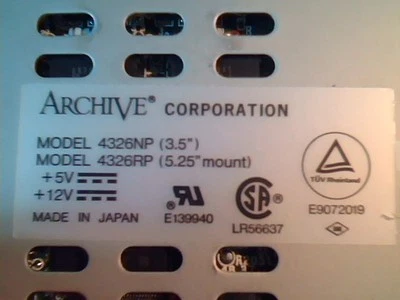 ARCHIVE® CORPORATION
MODEL 4326NP (3.5")
MODEL 4326RP (5.25" mount)
+5V
+12V
MADE IN JAPAN
E139940
LR56637
TÜV Rheinland
E9072019